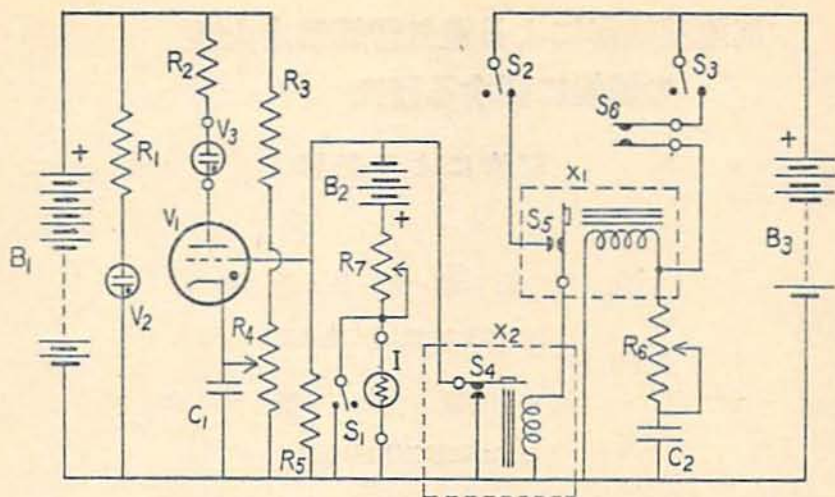 R2
R3
S2
S3
S6
+
R1
V3
+
B2
X1
+
V1
S5
B1
R7
B3
V2
R4
X2
R6
I
S4
C1
S1
R5
C2